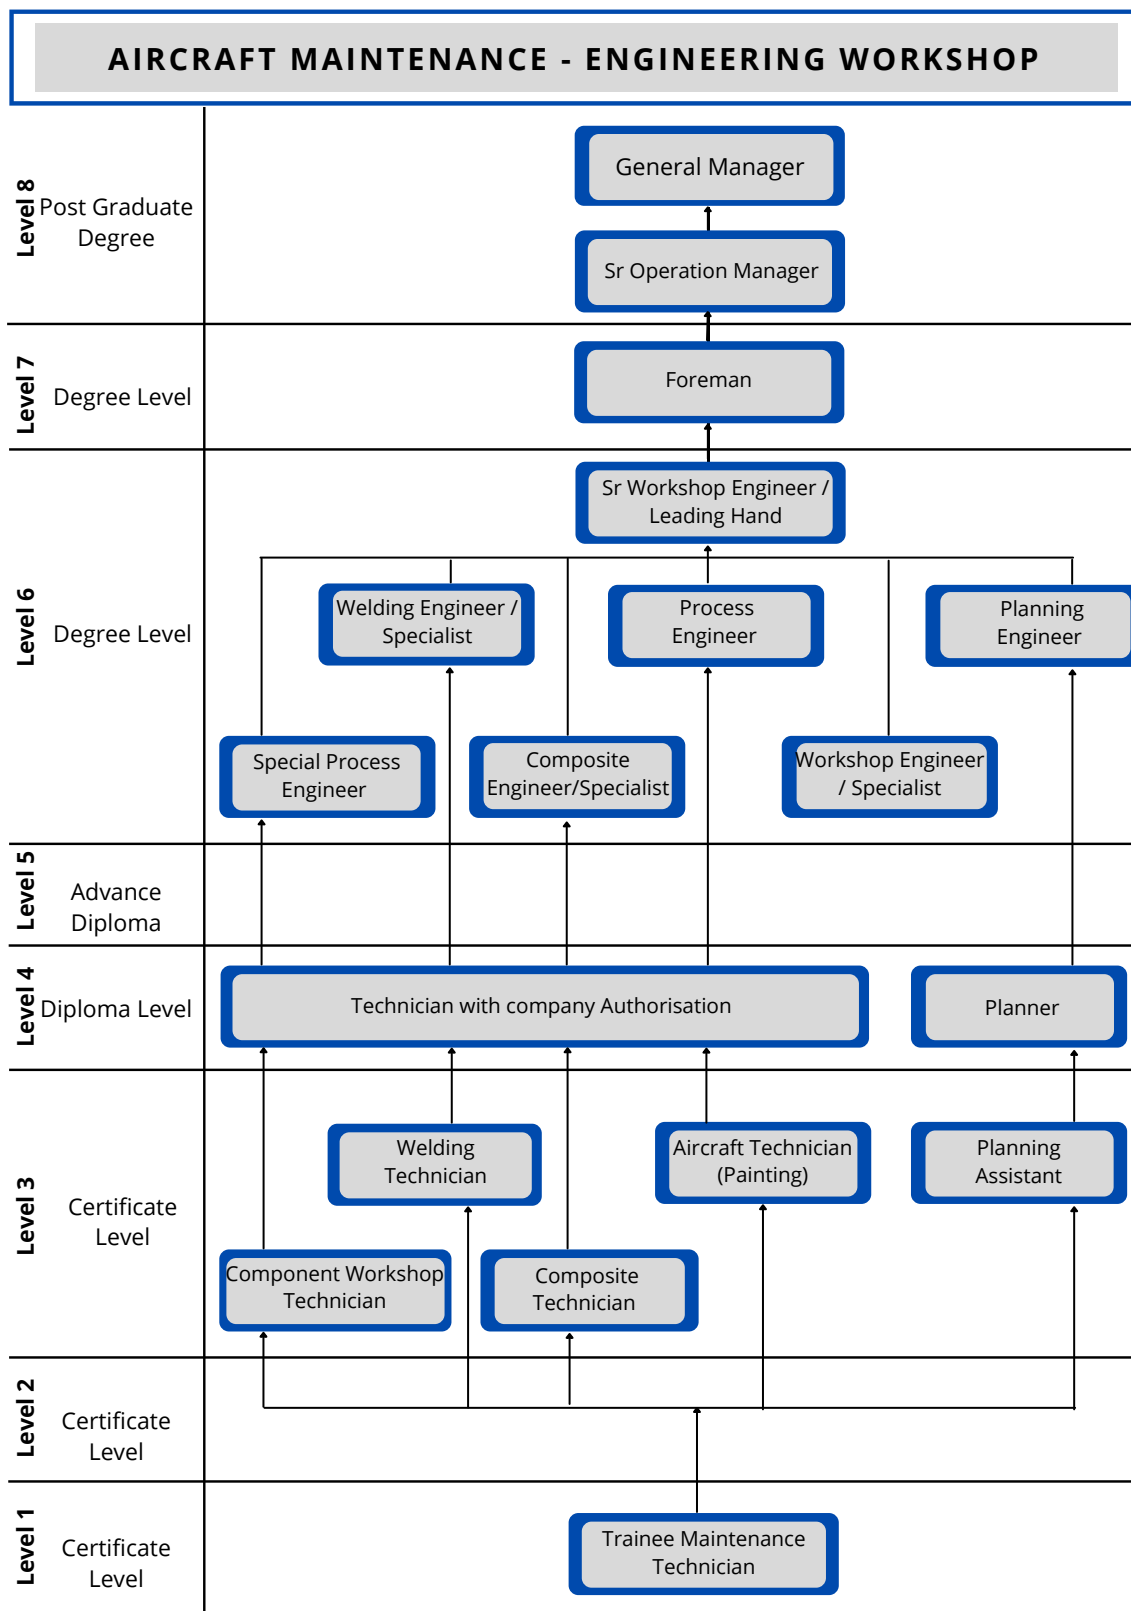 AIRCRAFT MAINTENANCE - ENGINEERING WORKSHOP
Level 8
Post Graduate
Degree
General Manager
Sr Operation Manager
Level 7
Degree Level
Foreman
Level 6
Degree Level
Sr Workshop Engineer /
Leading Hand
Welding Engineer /
Specialist
Process
Engineer
Planning
Engineer
Special Process
Engineer
Composite
Engineer/Specialist
Workshop Engineer
/ Specialist
Level 5
Advance
Diploma
Level 4
Diploma Level
Technician with company Authorisation
Planner
Level 3
Certificate
Level
Welding
Technician
Aircraft Technician
(Painting)
Planning
Assistant
Component Workshop
Technician
Composite
Technician
Level 2
Certificate
Level
Level 1
Certificate
Level
Trainee Maintenance
Technician